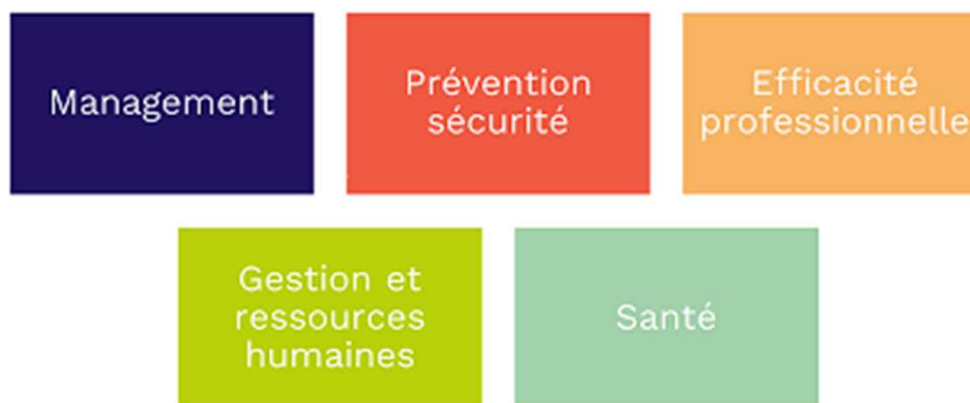 Management
Prévention
sécurité
Efficacité
professionnelle
Gestion et
ressources
humaines
Santé